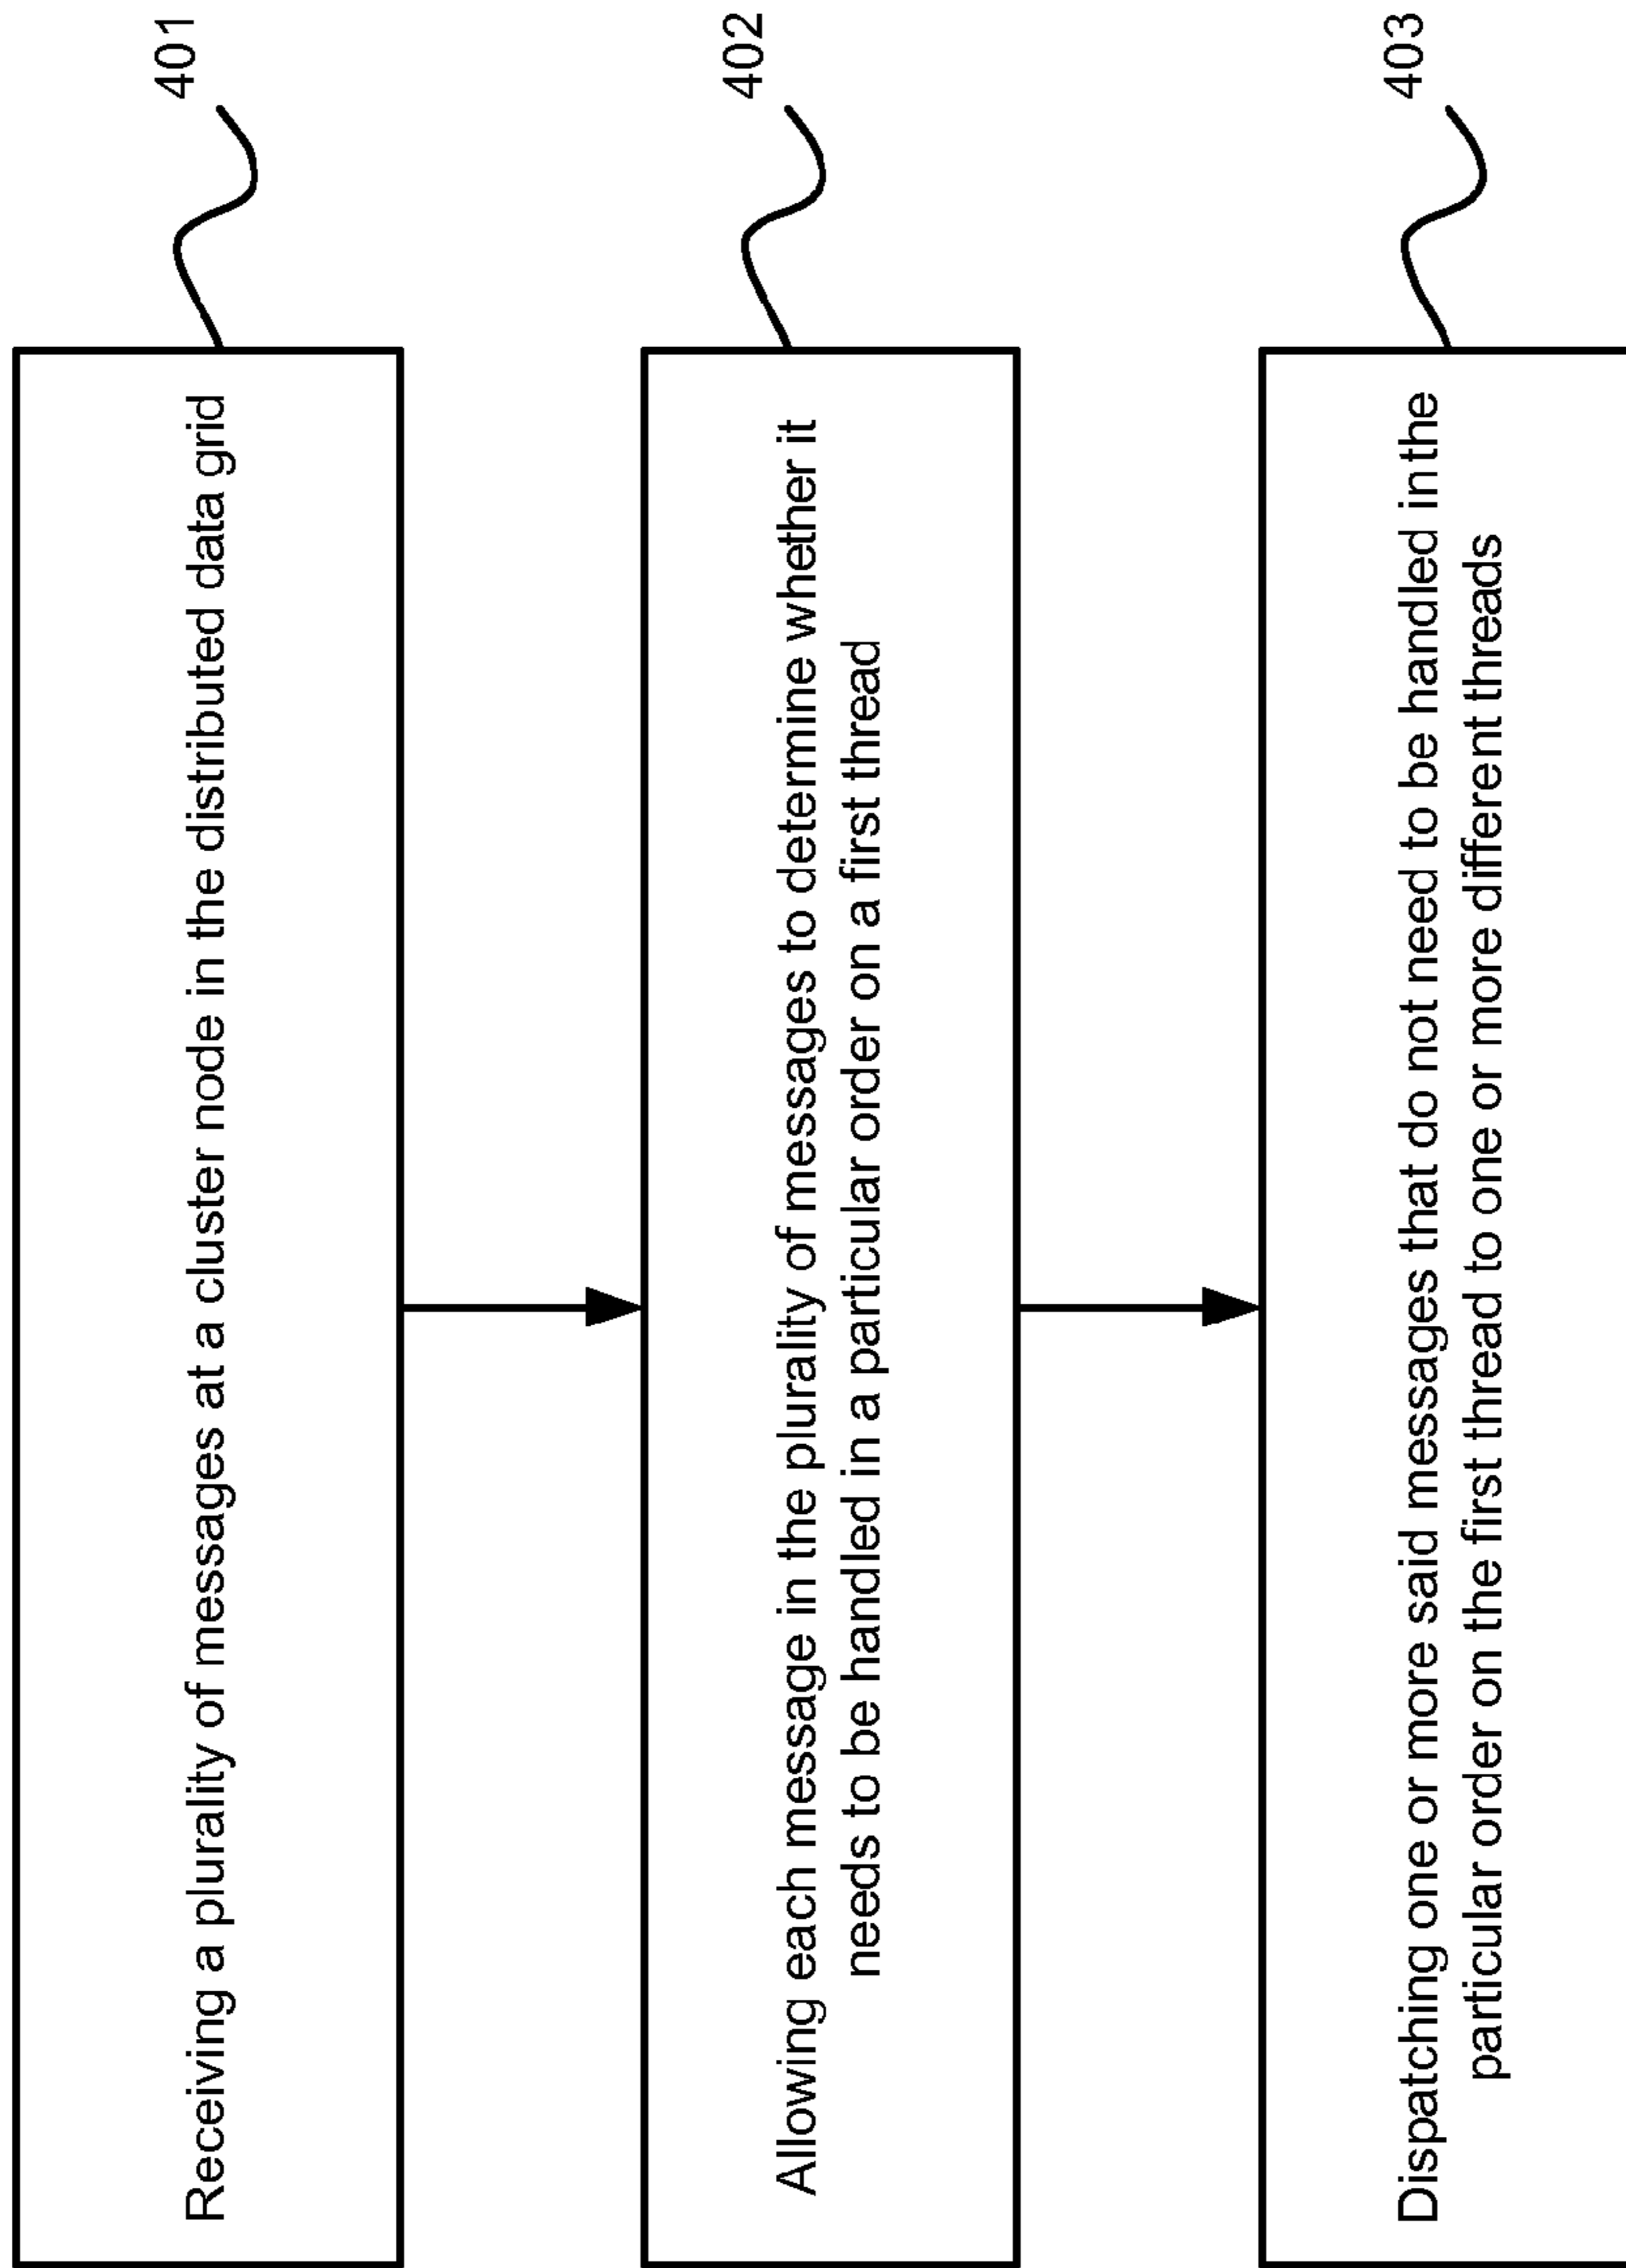 Receiving a plurality of messages at a cluster node in the distributed data grid
401
Allowing each message in the plurality of messages to determine whether it
needs to be handled in a particular order on a first thread
402
Dispatching one or more said messages that do not need to be handled in the
particular order on the first thread to one or more different threads
403